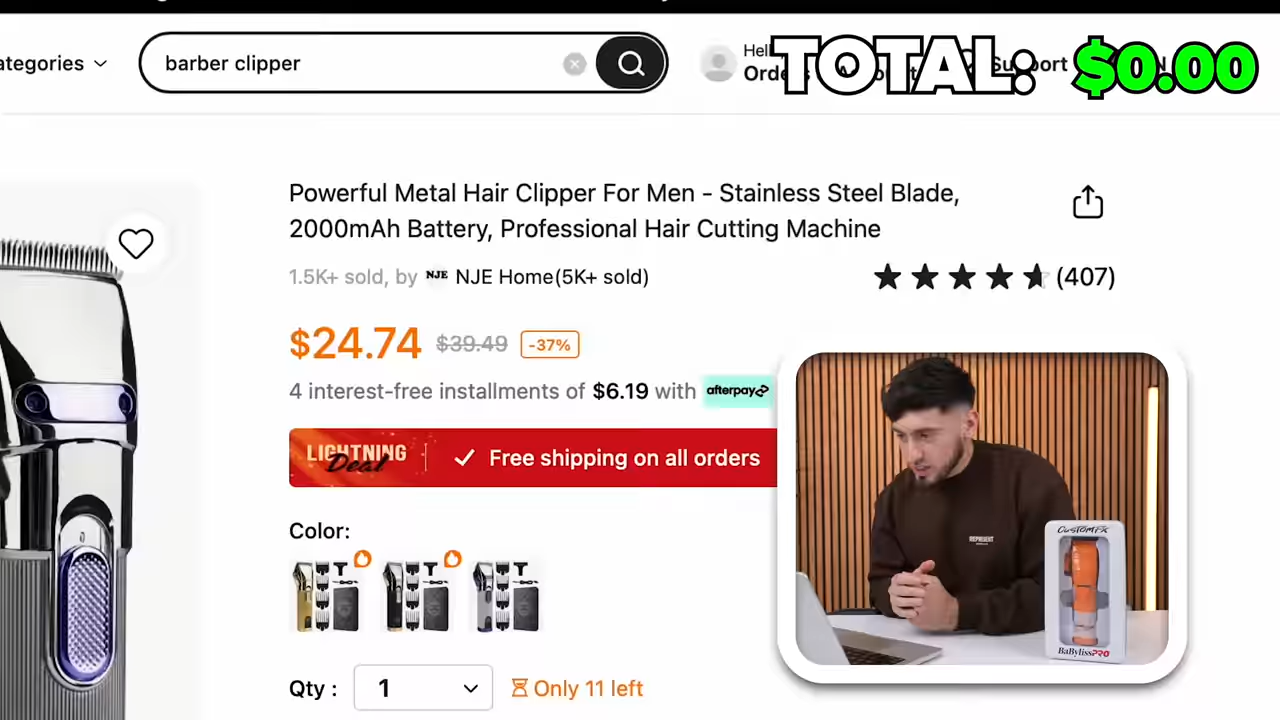 ategories
barber clipper
TOTAL: $0.00
Powerful Metal Hair Clipper For Men - Stainless Steel Blade,
2000mAh Battery, Professional Hair Cutting Machine
1.5K+ sold, by NJE NJE Home(5K+ sold)
(407)
$24.74 $39.49 -37%
4 interest-free installments of $6.19 with afterpay
LIGHTNING Deal Free shipping on all orders
Color:
Qty : 1 Only 11 left
REPRESENT
CUSTOMFX
BaBylissPRO